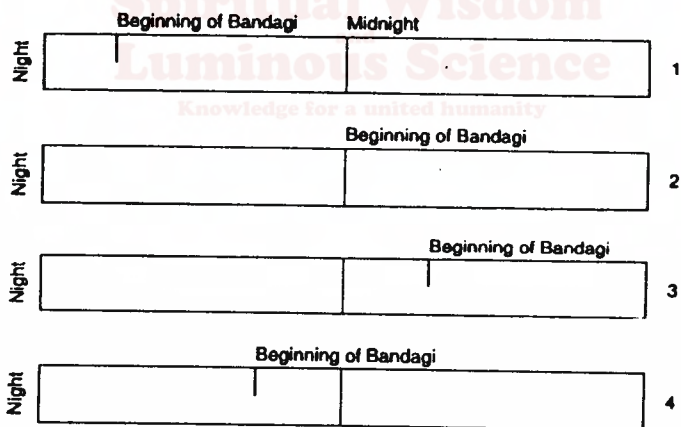 Spiritual Wisdom
Luminous Science
Knowledge for a united humanity
Beginning of Bandagi Midnight
Night 1
Beginning of Bandagi
Night 2
Beginning of Bandagi
Night 3
Beginning of Bandagi
Night 4